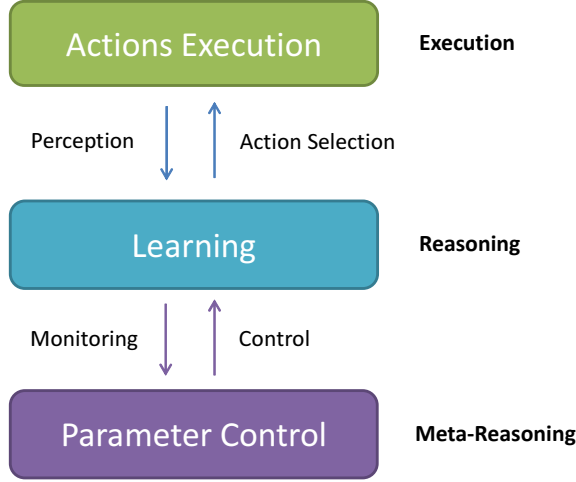 Actions Execution
Execution
Perception
Action Selection
Learning
Reasoning
Monitoring
Control
Parameter Control
Meta-Reasoning